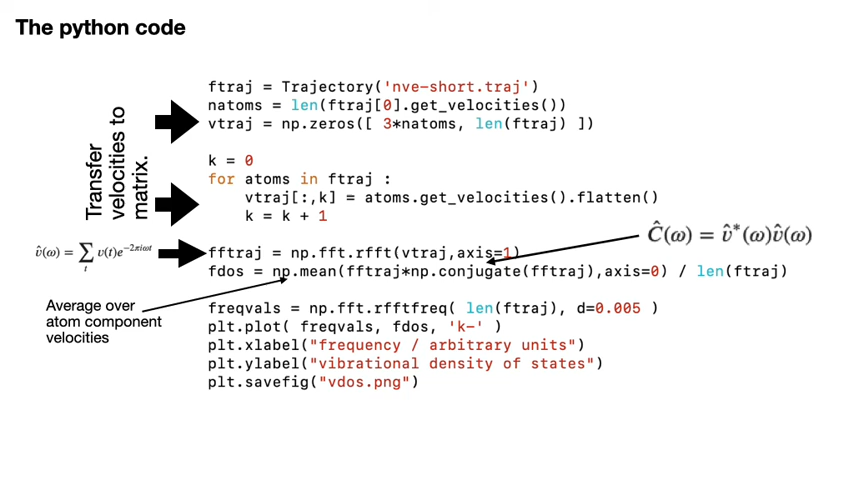 The python code
Transfer
velocities to
matrix.
ftraj = Trajectory('nve-short.traj')
natoms = len(ftraj[0].get_velocities())
vtraj = np.zeros([ 3*natoms, len(ftraj) ])
k = 0
for atoms in ftraj :
vtraj[:,k] = atoms.get_velocities().flatten()
k = k + 1
Ĉ(ω) = v̂*(ω)v̂(ω)
v̂(ω) = ∑ v(t)e^{-2πiωt}
t
fftraj = np.fft.rfft(vtraj,axis=1)
fdos = np.mean(fftraj*np.conjugate(fftraj),axis=0) / len(ftraj)
Average over
atom component
velocities
freqvals = np.fft.rfftfreq( len(ftraj), d=0.005 )
plt.plot( freqvals, fdos, 'k-' )
plt.xlabel("frequency / arbitrary units")
plt.ylabel("vibrational density of states")
plt.savefig("vdos.png")